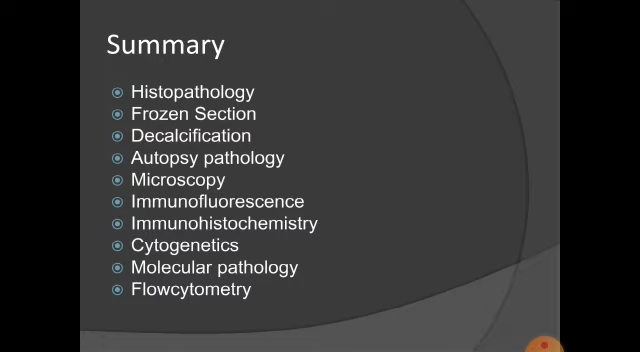 Summary
Histopathology
Frozen Section
Decalcification
Autopsy pathology
Microscopy
Immunofluorescence
Immunohistochemistry
Cytogenetics
Molecular pathology
Flowcytometry